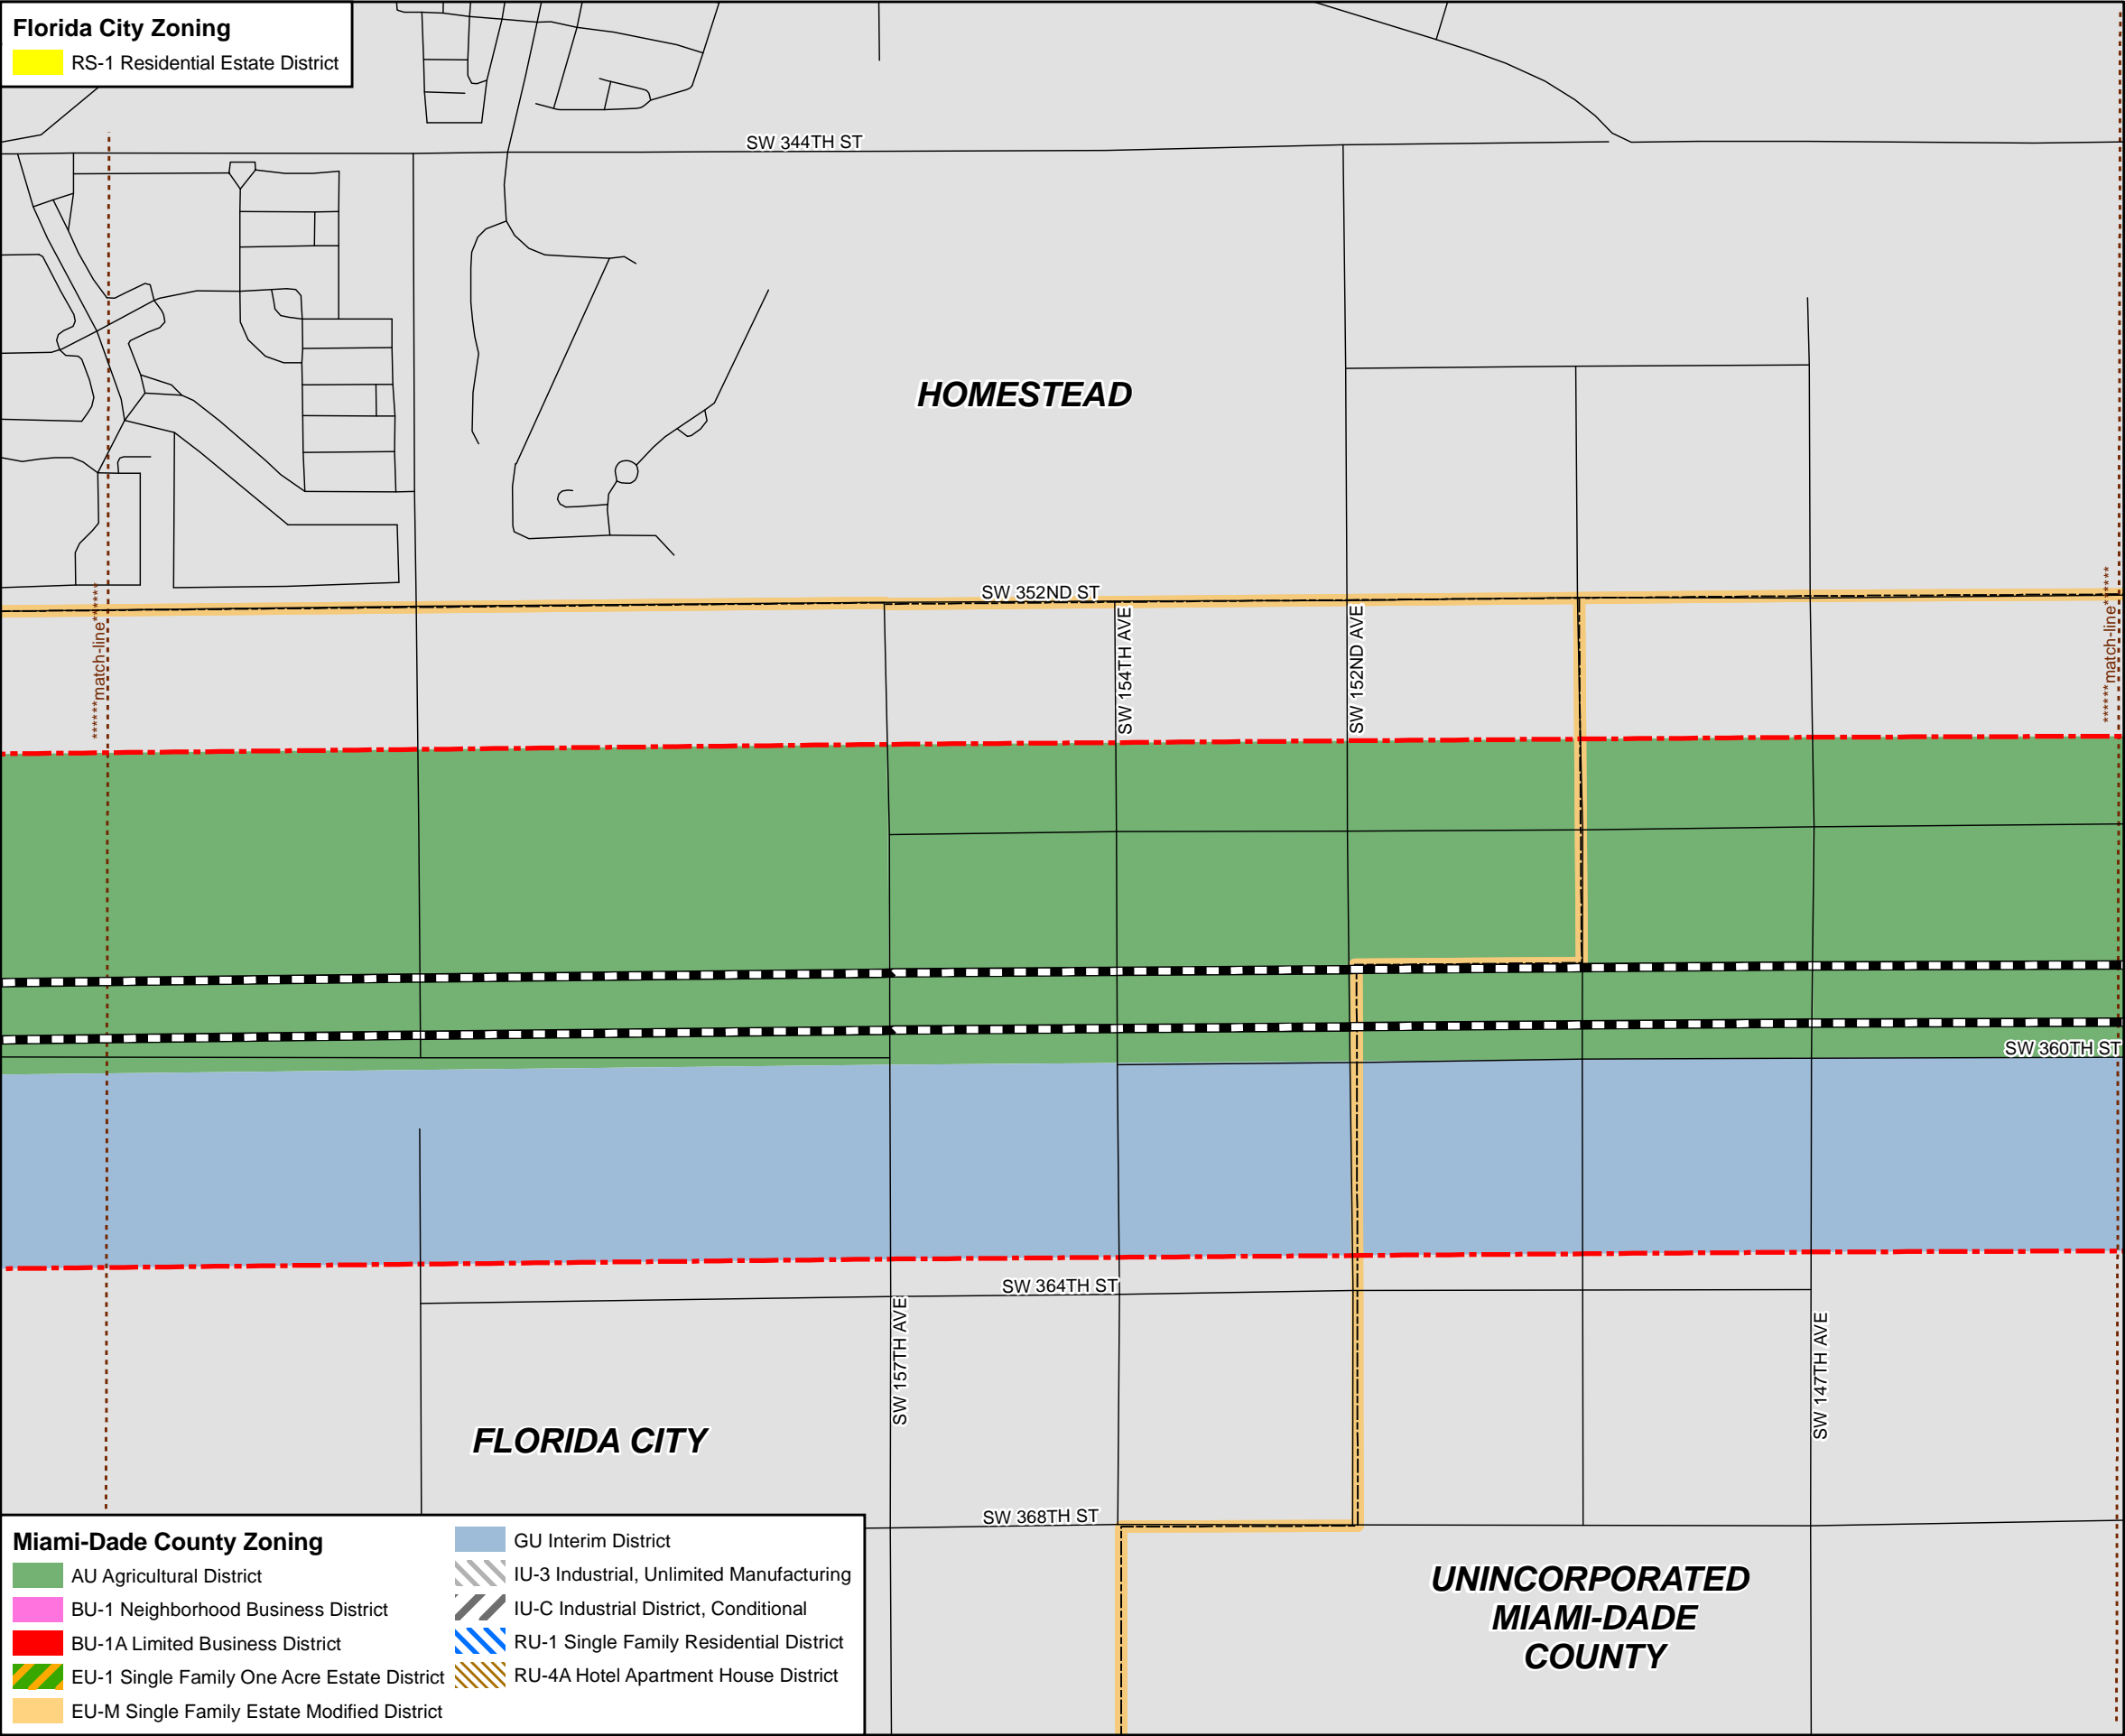 Florida City Zoning
RS-1 Residential Estate District
SW 344TH ST
HOMESTEAD
SW 352ND ST
******match-line******
SW 154TH AVE
SW 152ND AVE
******match-line******
SW 360TH ST
SW 364TH ST
SW 157TH AVE
SW 147TH AVE
FLORIDA CITY
SW 368TH ST
UNINCORPORATED
MIAMI-DADE
COUNTY
Miami-Dade County Zoning
AU Agricultural District
BU-1 Neighborhood Business District
BU-1A Limited Business District
EU-1 Single Family One Acre Estate District
EU-M Single Family Estate Modified District
GU Interim District
IU-3 Industrial, Unlimited Manufacturing
IU-C Industrial District, Conditional
RU-1 Single Family Residential District
RU-4A Hotel Apartment House District